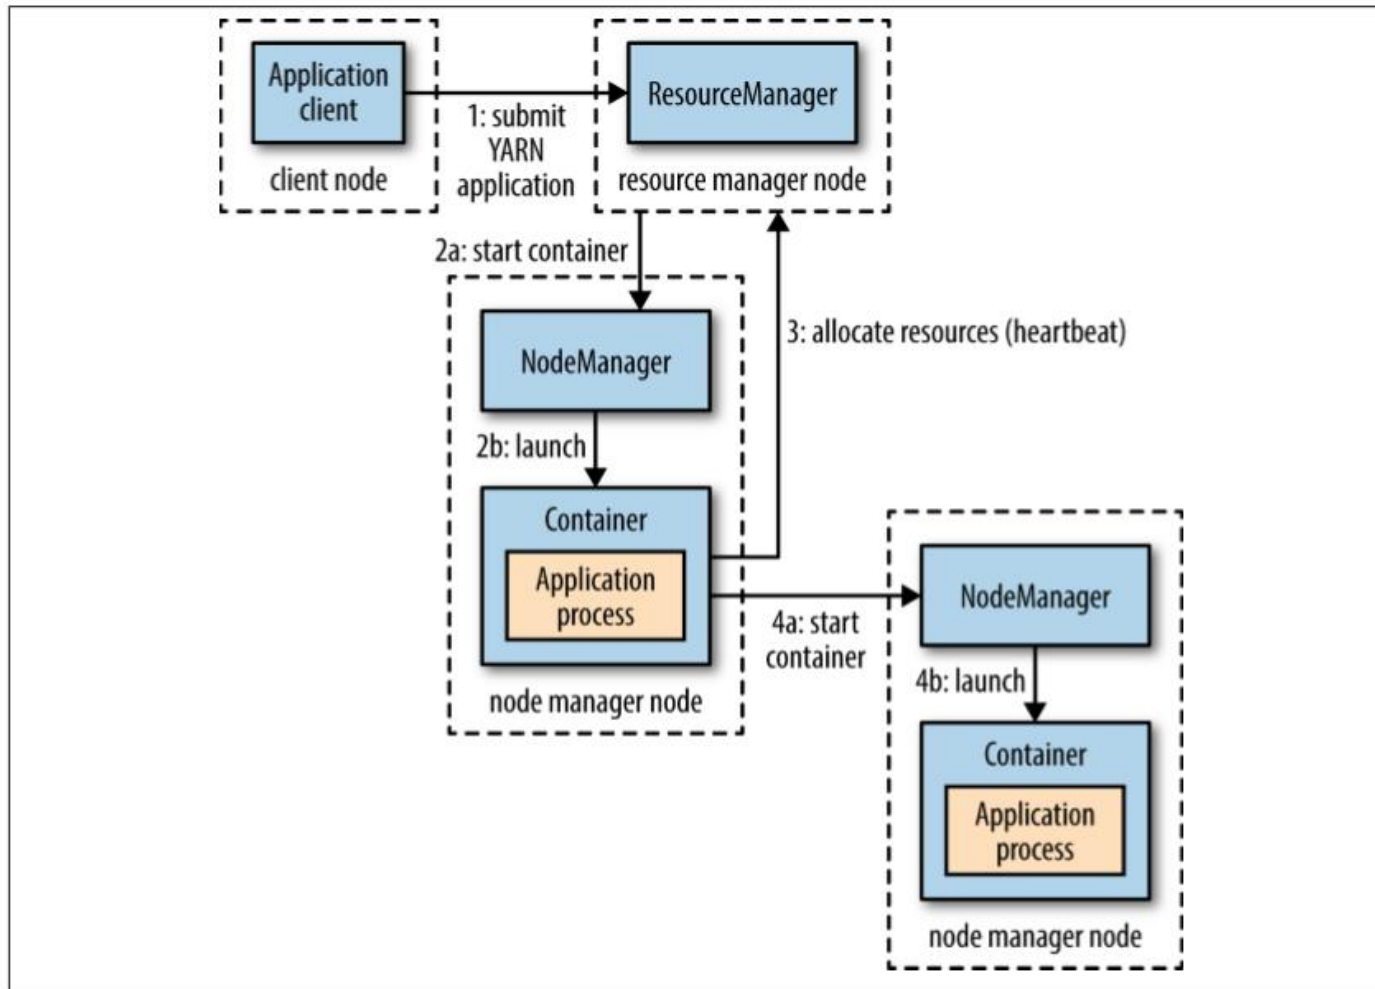 Application
client
client node
1: submit
YARN
application
ResourceManager
resource manager node
2a: start container
3: allocate resources (heartbeat)
NodeManager
2b: launch
Container
Application
process
node manager node
4a: start
container
NodeManager
4b: launch
Container
Application
process
node manager node